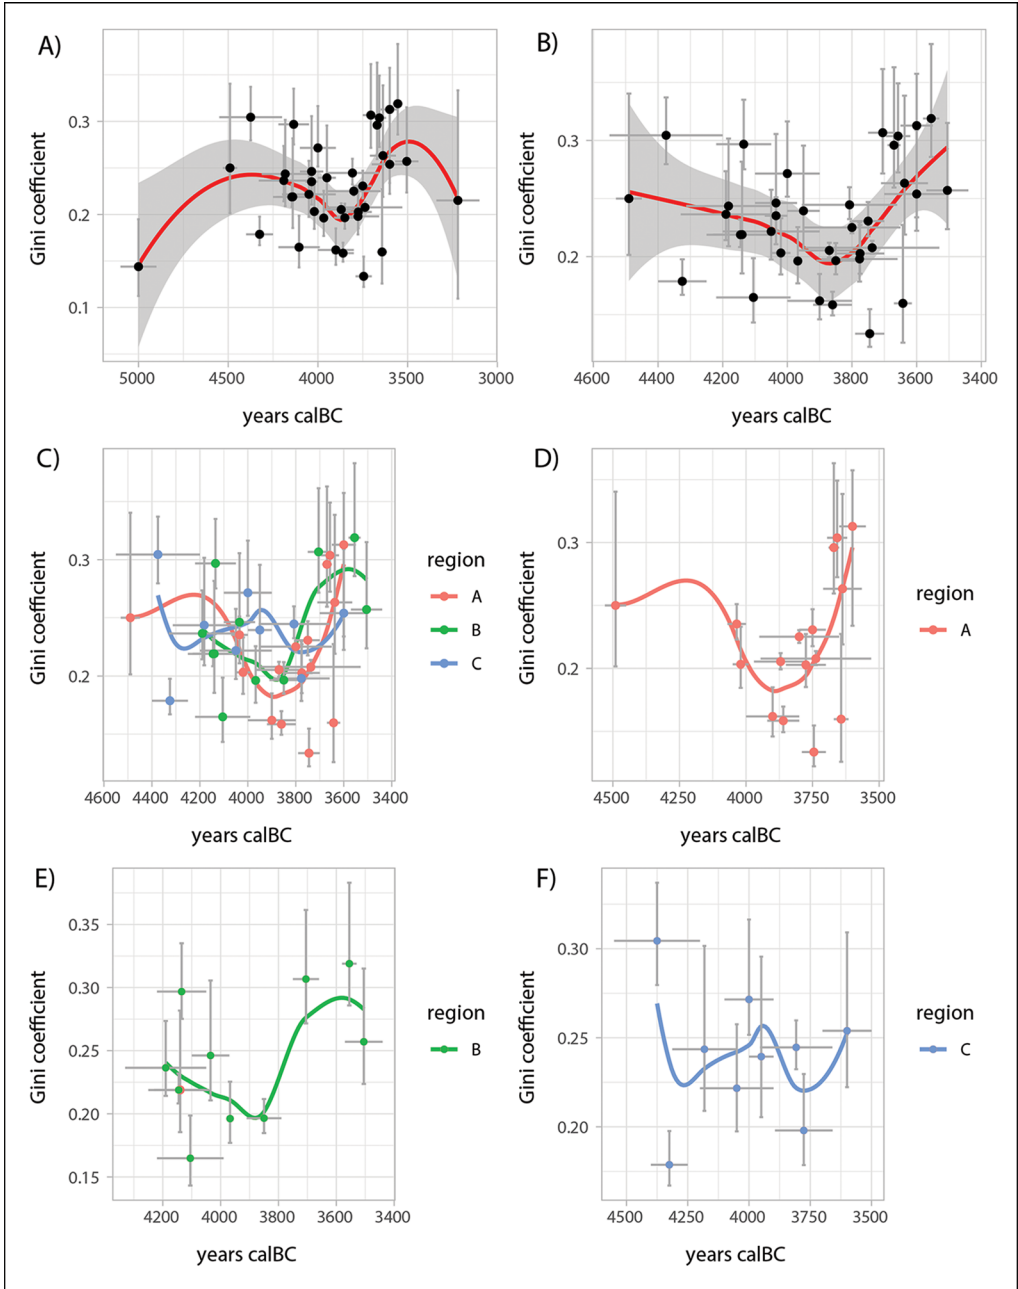 A)
Gini coefficient
0.3
0.2
0.1
5000 4500 4000 3500 3000
years calBC
B)
Gini coefficient
0.3
0.2
4600 4400 4200 4000 3800 3600 3400
years calBC
C)
Gini coefficient
0.3
0.2
4600 4400 4200 4000 3800 3600 3400
years calBC
region
A
B
C
D)
Gini coefficient
0.3
0.2
4500 4250 4000 3750 3500
years calBC
region
A
E)
Gini coefficient
0.35
0.30
0.25
0.20
0.15
4200 4000 3800 3600 3400
years calBC
region
B
F)
Gini coefficient
0.30
0.25
0.20
4500 4250 4000 3750 3500
years calBC
region
C